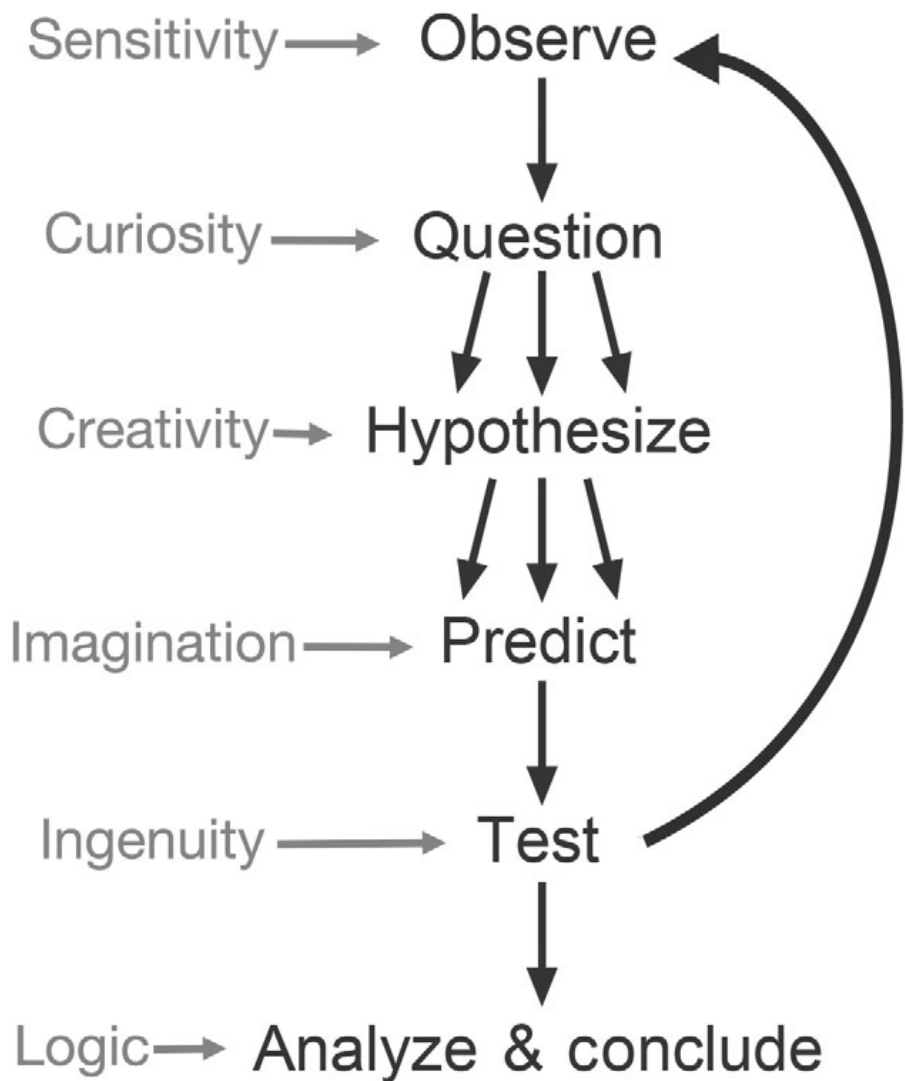 Sensitivity Observe
Curiosity Question
Creativity Hypothesize
Imagination Predict
Ingenuity Test
Logic Analyze & conclude